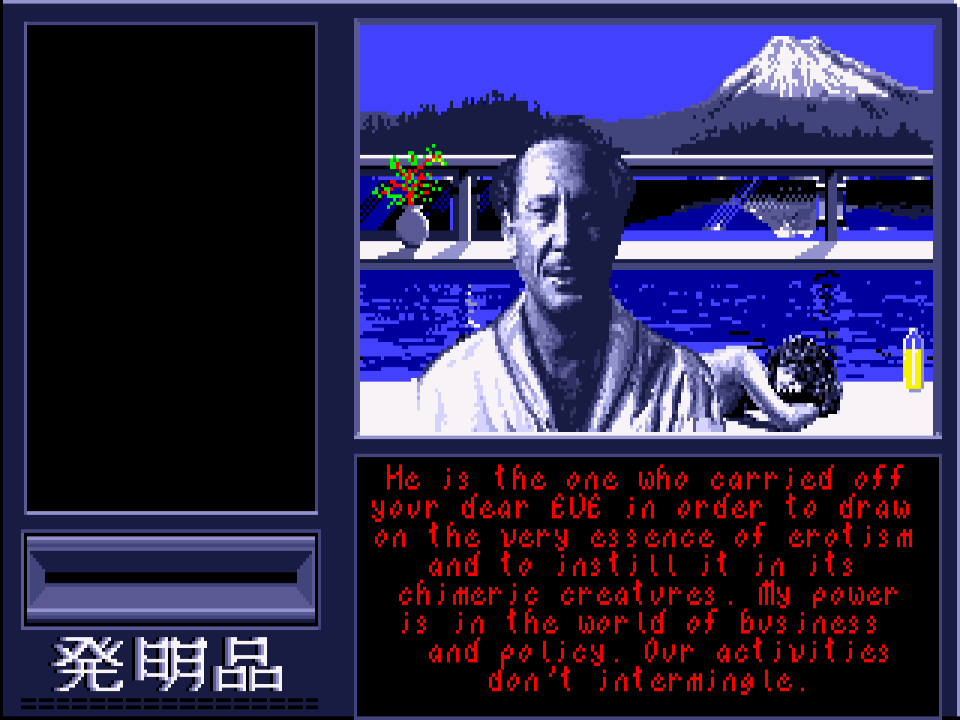 He is the one who carried off
your dear EVE in order to draw
on the very essence of erotism
and to instill it in its
chimeric creatures. My power
is in the world of business
and policy. Our activities
don't intermingle.
発明品